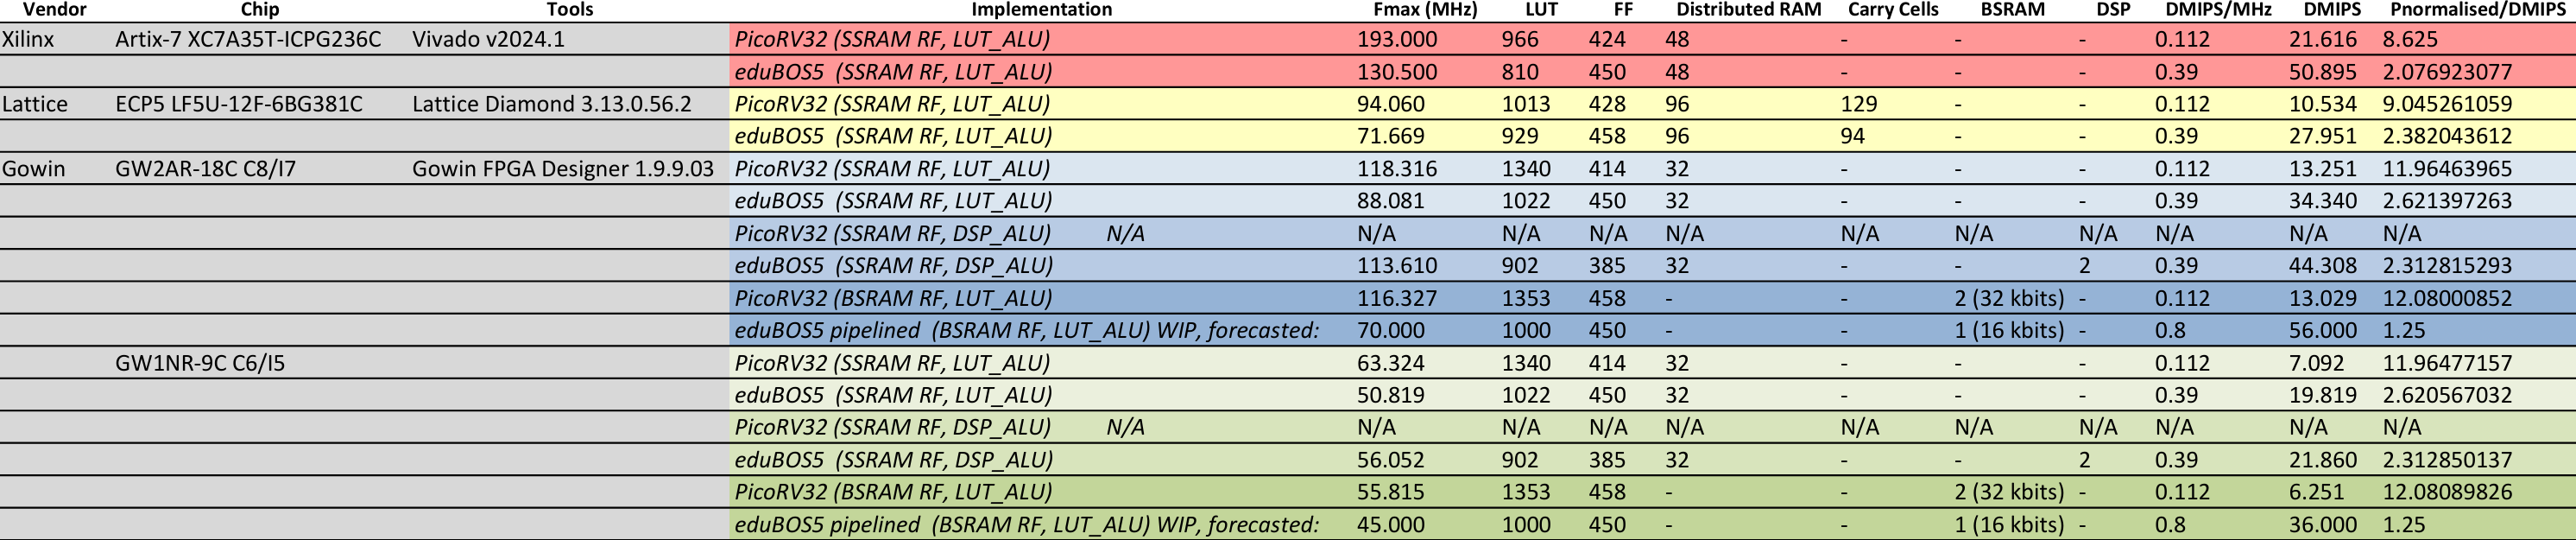 Vendor Chip Tools Implementation Fmax (MHz) LUT FF Distributed RAM Carry Cells BSRAM DSP DMIPS/MHz DMIPS Pnormalised/DMIPS
Xilinx Artix-7 XC7A35T-ICPG236C Vivado v2024.1 PicoRV32 (SSRAM RF, LUT_ALU) 193.000 966 424 48 - - - 0.112 21.616 8.625
eduBOS5 (SSRAM RF, LUT_ALU) 130.500 810 450 48 - - - 0.39 50.895 2.076923077
Lattice ECP5 LF5U-12F-6BG381C Lattice Diamond 3.13.0.56.2 PicoRV32 (SSRAM RF, LUT_ALU) 94.060 1013 428 96 129 - - 0.112 10.534 9.045261059
eduBOS5 (SSRAM RF, LUT_ALU) 71.669 929 458 96 94 - - 0.39 27.951 2.382043612
Gowin GW2AR-18C C8/I7 Gowin FPGA Designer 1.9.9.03 PicoRV32 (SSRAM RF, LUT_ALU) 118.316 1340 414 32 - - - 0.112 13.251 11.96463965
eduBOS5 (SSRAM RF, LUT_ALU) 88.081 1022 450 32 - - - 0.39 34.340 2.621397263
PicoRV32 (SSRAM RF, DSP_ALU) N/A N/A N/A N/A N/A N/A N/A N/A N/A N/A N/A
eduBOS5 (SSRAM RF, DSP_ALU) 113.610 902 385 32 - - 2 0.39 44.308 2.312815293
PicoRV32 (BSRAM RF, LUT_ALU) 116.327 1353 458 - - 2 (32 kbits) - 0.112 13.029 12.08000852
eduBOS5 pipelined (BSRAM RF, LUT_ALU) WIP, forecasted: 70.000 1000 450 - - 1 (16 kbits) - 0.8 56.000 1.25
GW1NR-9C C6/I5 PicoRV32 (SSRAM RF, LUT_ALU) 63.324 1340 414 32 - - - 0.112 7.092 11.96477157
eduBOS5 (SSRAM RF, LUT_ALU) 50.819 1022 450 32 - - - 0.39 19.819 2.620567032
PicoRV32 (SSRAM RF, DSP_ALU) N/A N/A N/A N/A N/A N/A N/A N/A N/A N/A N/A
eduBOS5 (SSRAM RF, DSP_ALU) 56.052 902 385 32 - - 2 0.39 21.860 2.312850137
PicoRV32 (BSRAM RF, LUT_ALU) 55.815 1353 458 - - 2 (32 kbits) - 0.112 6.251 12.08089826
eduBOS5 pipelined (BSRAM RF, LUT_ALU) WIP, forecasted: 45.000 1000 450 - - 1 (16 kbits) - 0.8 36.000 1.25